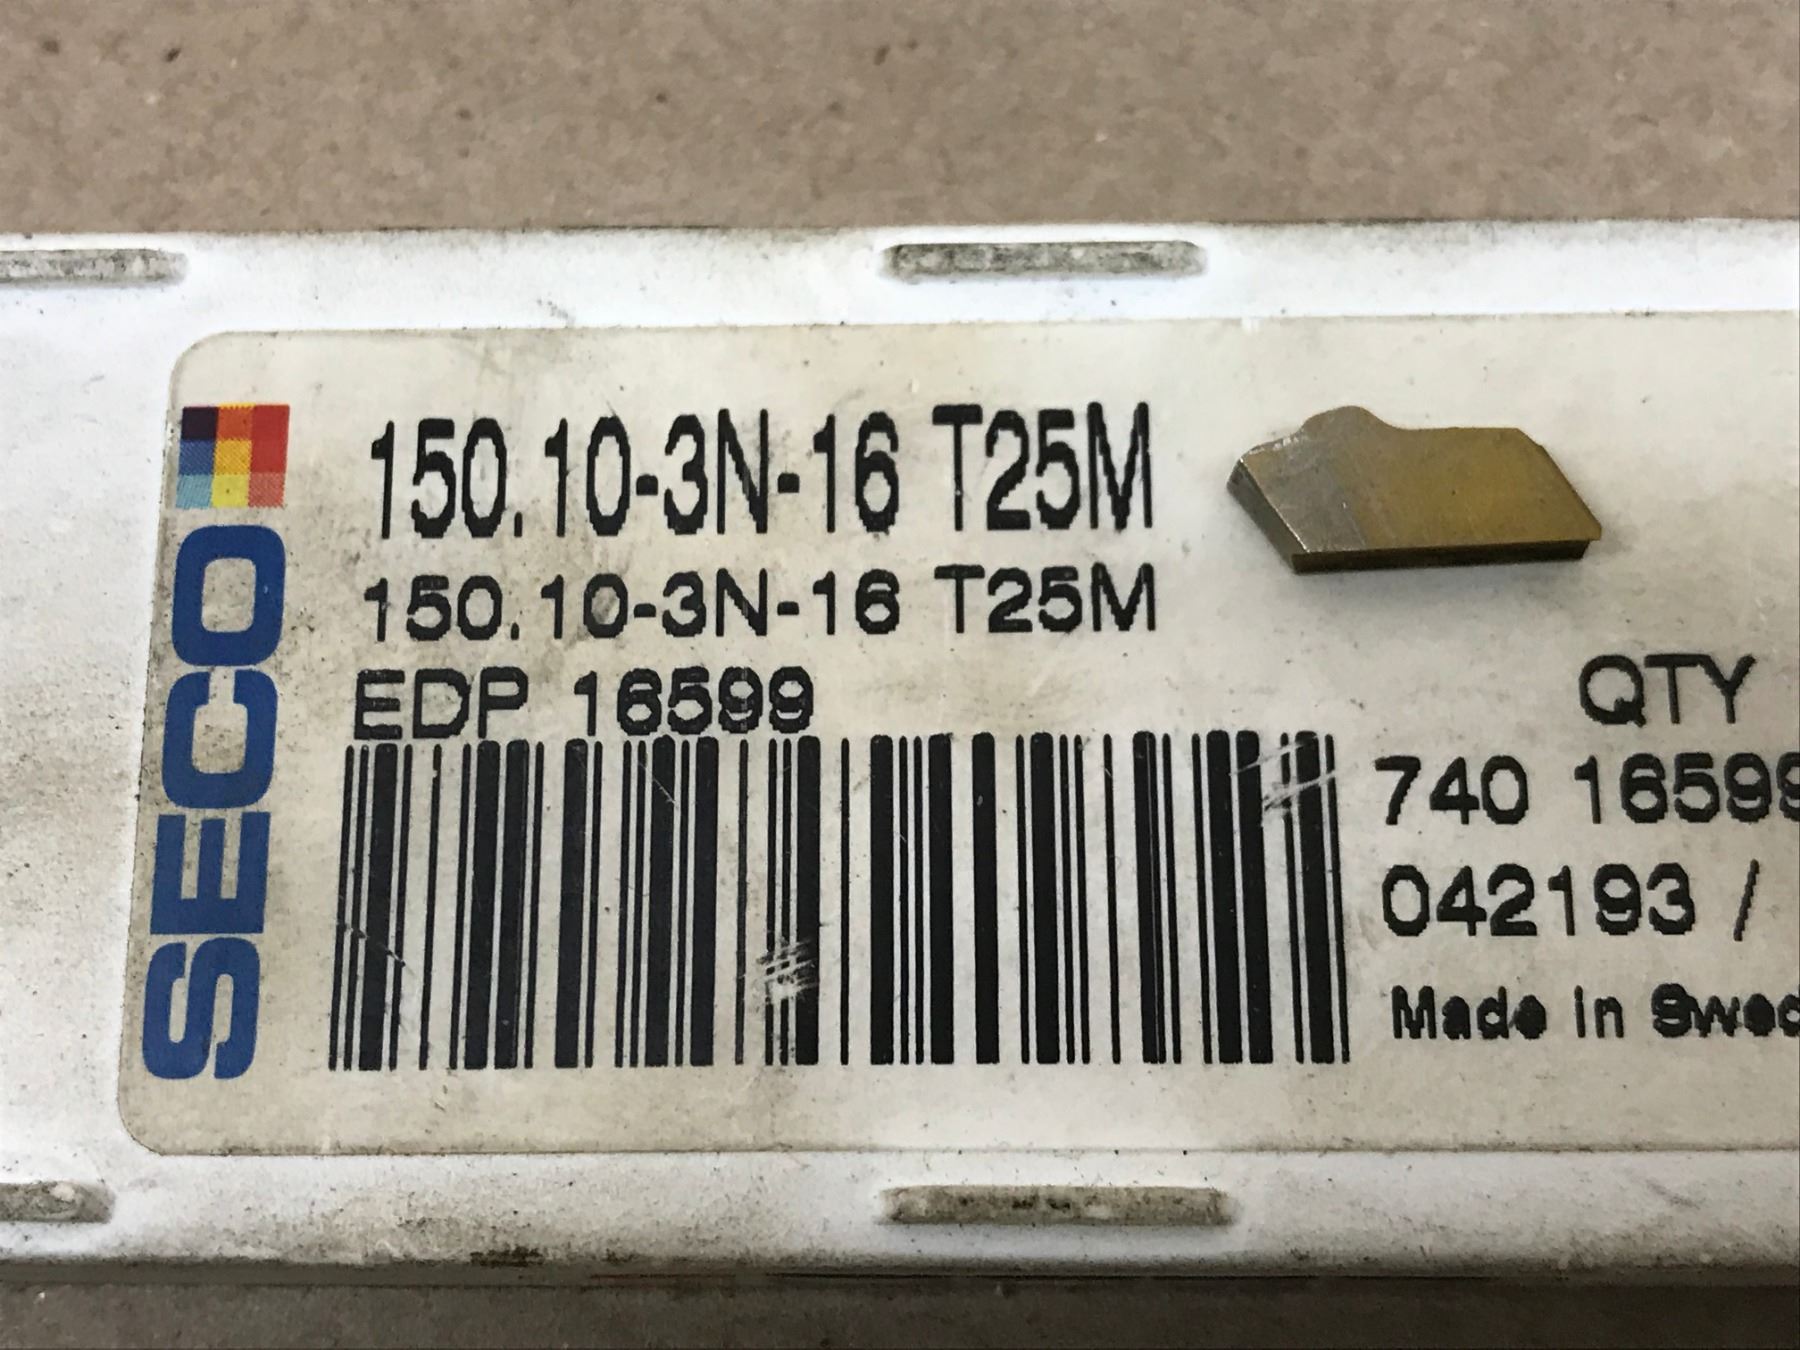 SECO
150.10-3N-16 T25M
150.10-3N-16 T25M
EDP 16599
QTY
740 16599
042193 /
Made in Swed